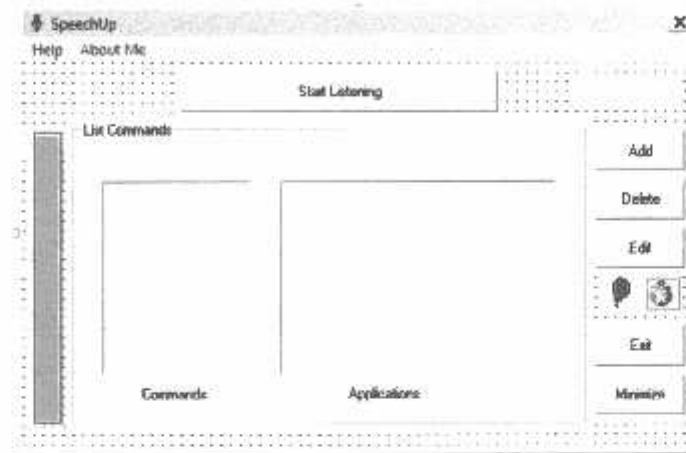 SpeechUp
Help About Me
Start Listening
List Commands
Add
Delete
Edit
Exit
Minimize
Commands
Applications